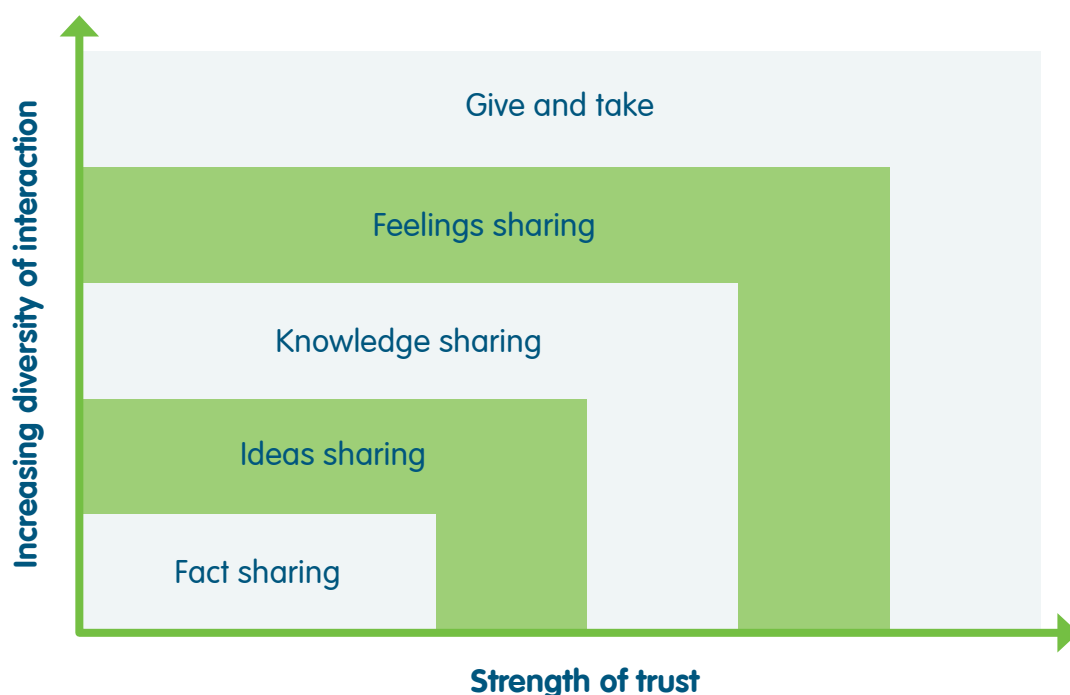 Increasing diversity of interaction
Give and take
Feelings sharing
Knowledge sharing
Ideas sharing
Fact sharing
Strength of trust